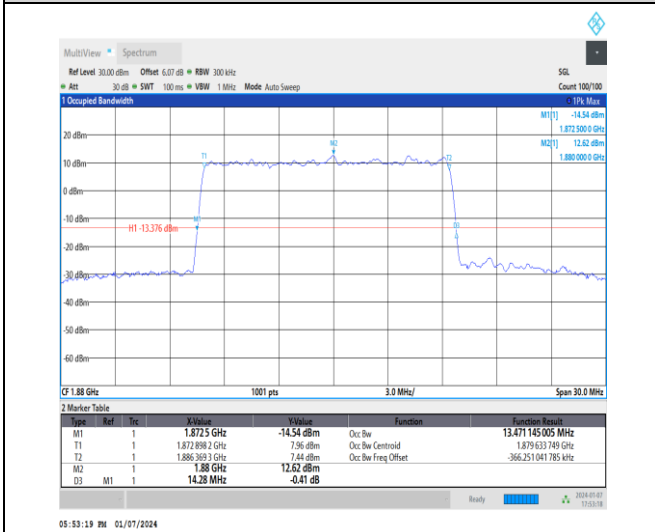 MultiView Spectrum
Ref Level 30.00 dBm Offset 6.07 dB RBW 300 kHz SGL
Att 30 dB SWT 100 ms VBW 1 MHz Mode Auto Sweep Count 100/100
1 Occupied Bandwidth 1Pk Max
M1[1] -14.54 dBm
1.872 500 0 GHz
M2[1] 12.62 dBm
1.880 000 0 GHz
20 dBm
M2
T1
T2
10 dBm
0 dBm
-10 dBm
M1
D3
H1 -13.376 dBm
-20 dBm
-30 dBm
-40 dBm
-50 dBm
-60 dBm
CF 1.88 GHz 1001 pts 3.0 MHz/ Span 30.0 MHz
2 Marker Table
Type Ref Trc X-Value Y-Value Function Function Result
M1 1 1.872 5 GHz -14.54 dBm Occ Bw 13.471 145 005 MHz
T1 1 1.872 898 2 GHz 7.96 dBm Occ Bw Centroid 1.879 633 749 GHz
T2 1 1.886 369 3 GHz 7.44 dBm Occ Bw Freq Offset -366.251 041 785 kHz
M2 1 1.88 GHz 12.62 dBm
D3 M1 1 14.28 MHz -0.41 dB
Ready 2024-01-07
17:53:18
05:53:19 PM 01/07/2024